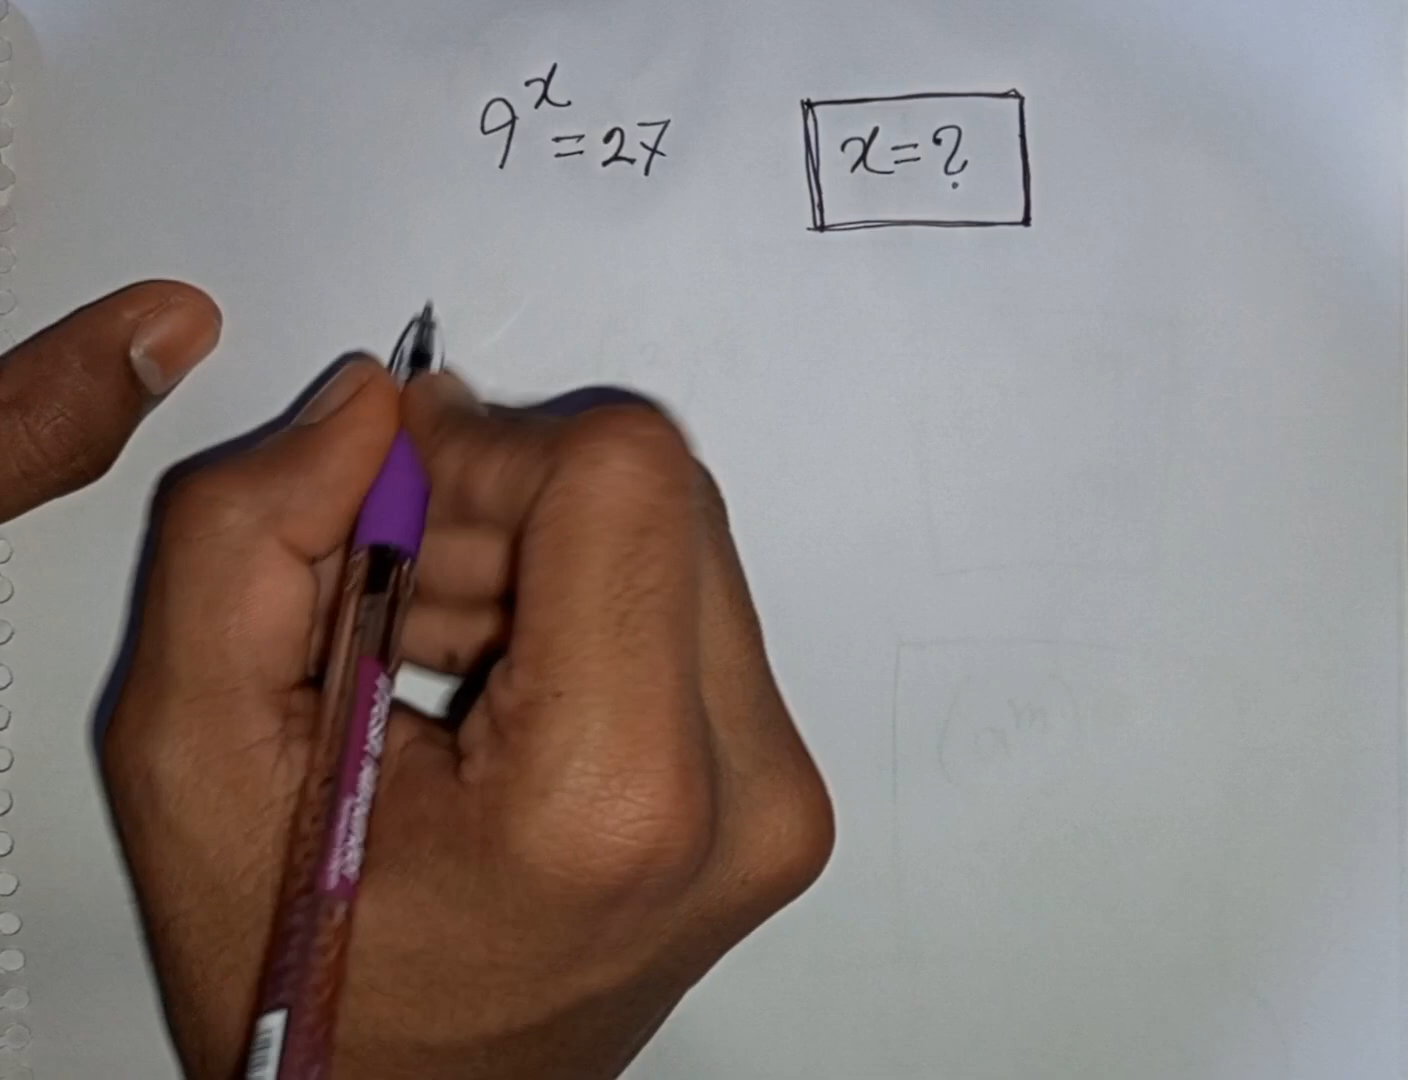 9^x = 27
x = ?
(x^m)